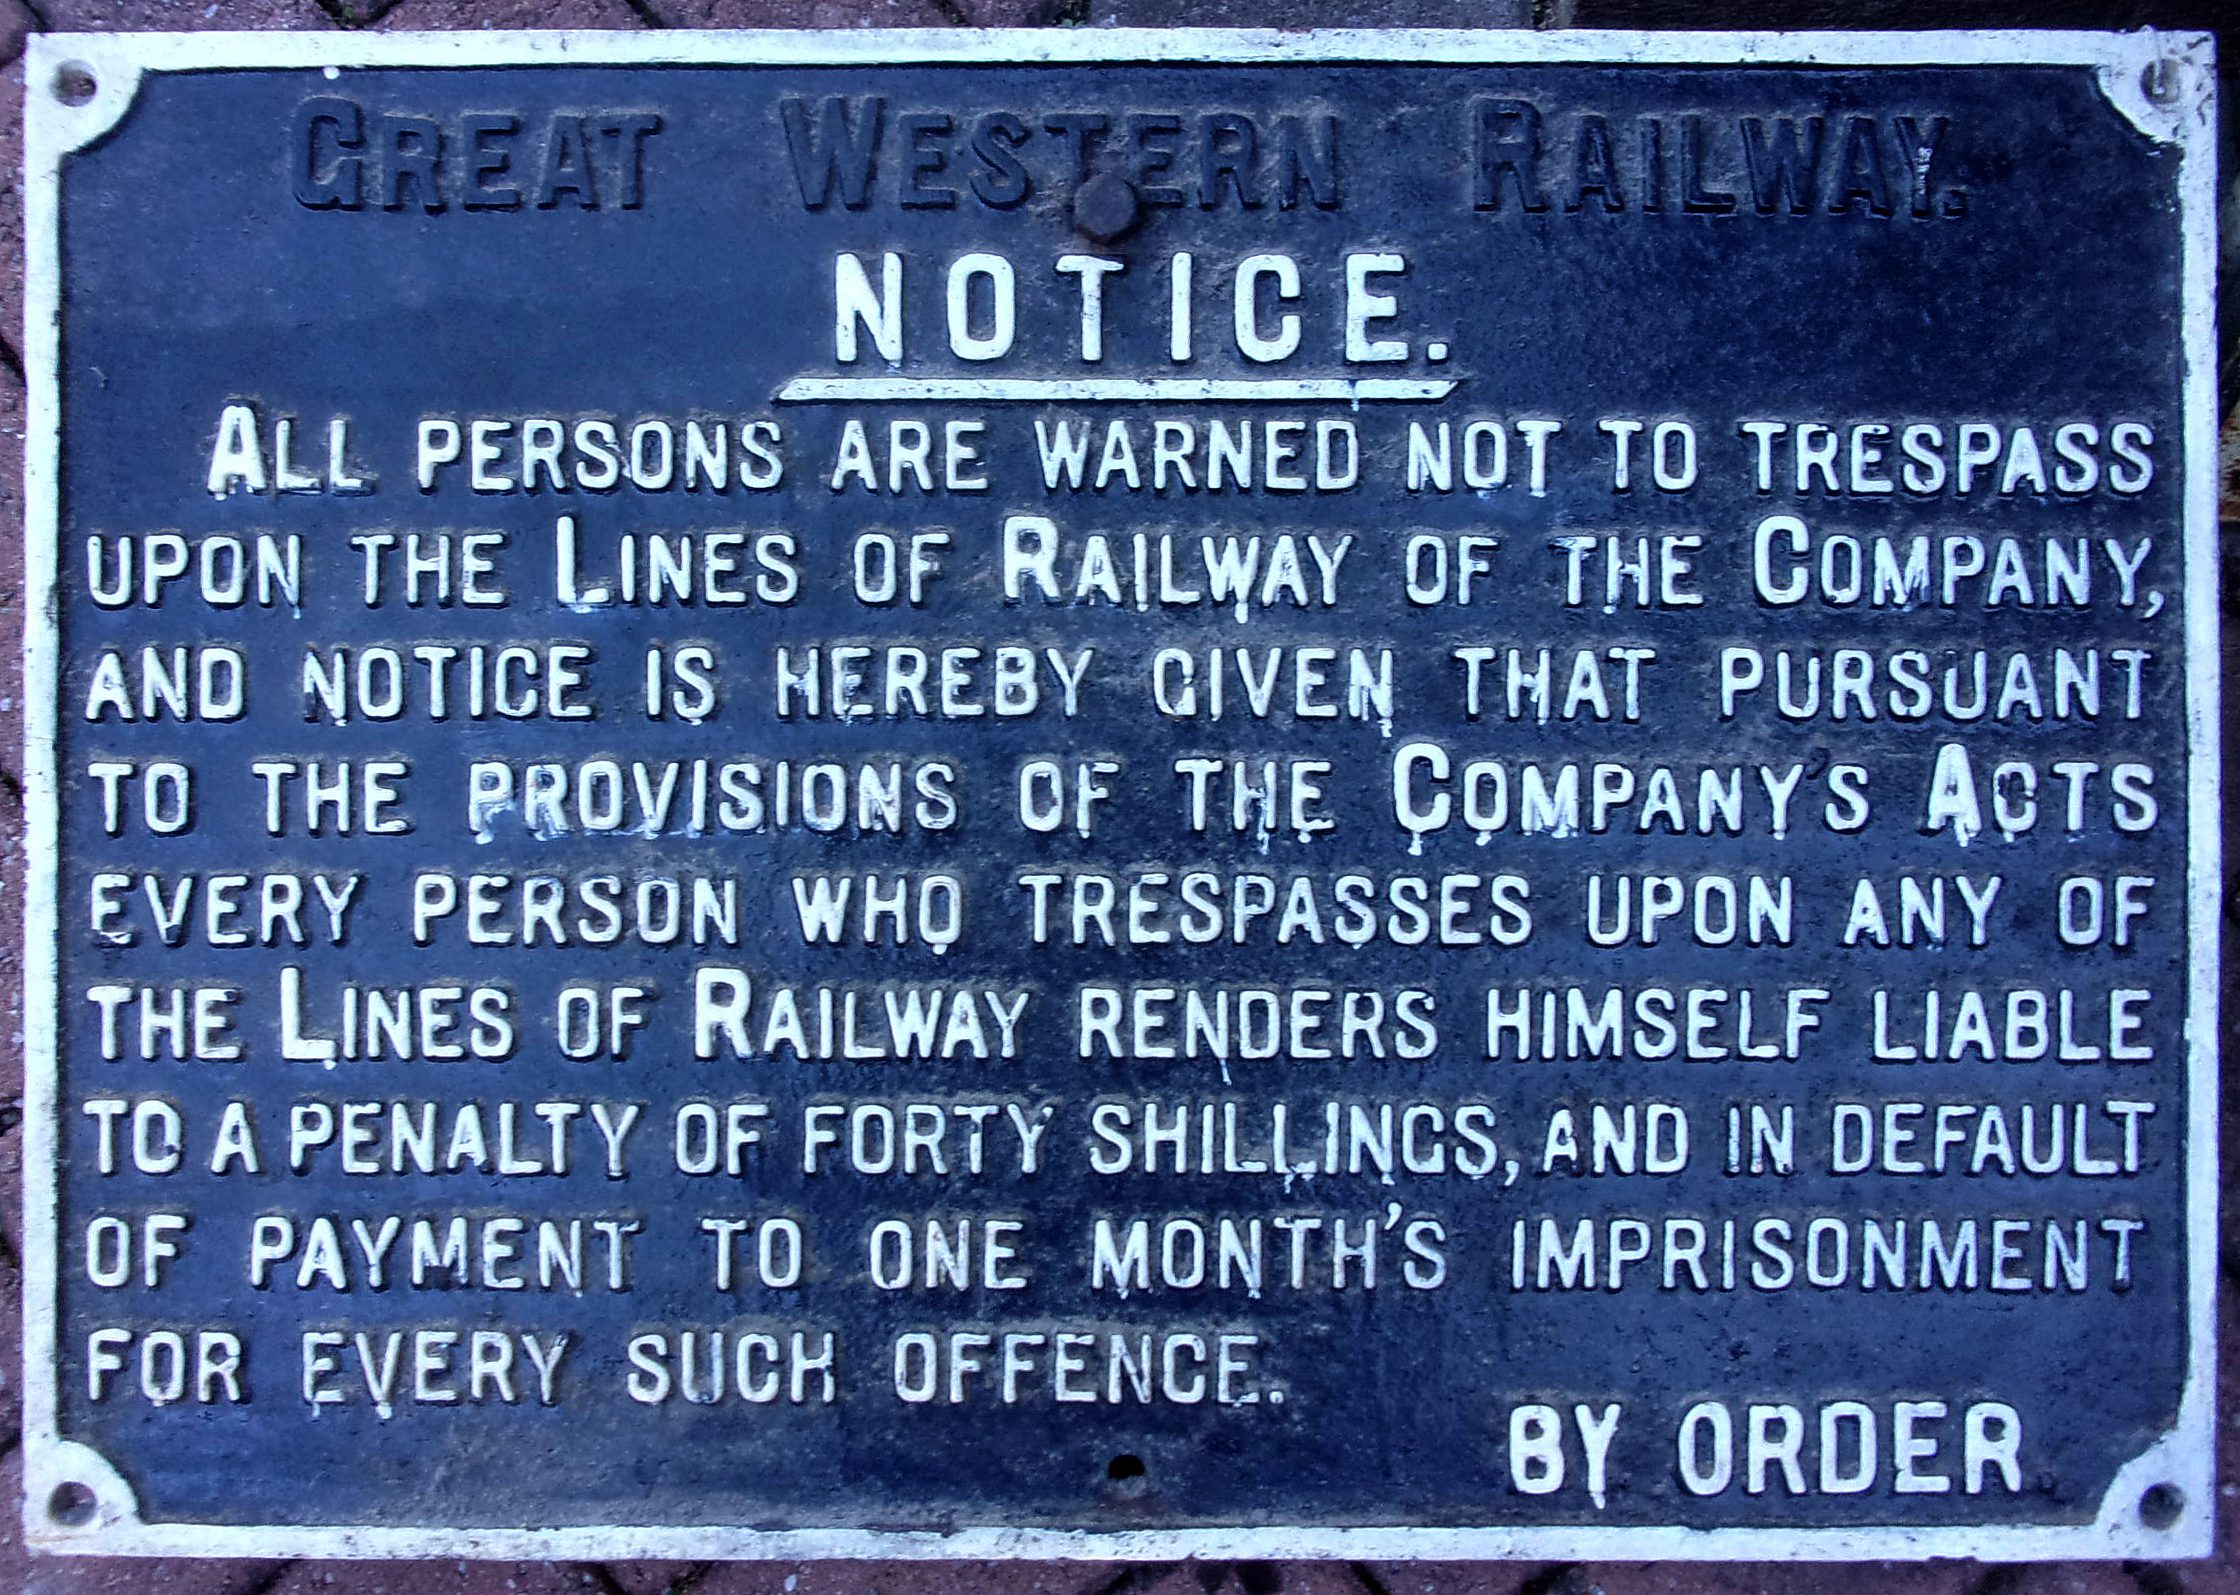 GREAT WESTERN RAILWAY.
NOTICE.
ALL PERSONS ARE WARNED NOT TO TRESPASS
UPON THE LINES OF RAILWAY OF THE COMPANY,
AND NOTICE IS HEREBY GIVEN THAT PURSUANT
TO THE PROVISIONS OF THE COMPANY'S ACTS
EVERY PERSON WHO TRESPASSES UPON ANY OF
THE LINES OF RAILWAY RENDERS HIMSELF LIABLE
TO A PENALTY OF FORTY SHILLINGS, AND IN DEFAULT
OF PAYMENT TO ONE MONTH'S IMPRISONMENT
FOR EVERY SUCH OFFENCE.
BY ORDER